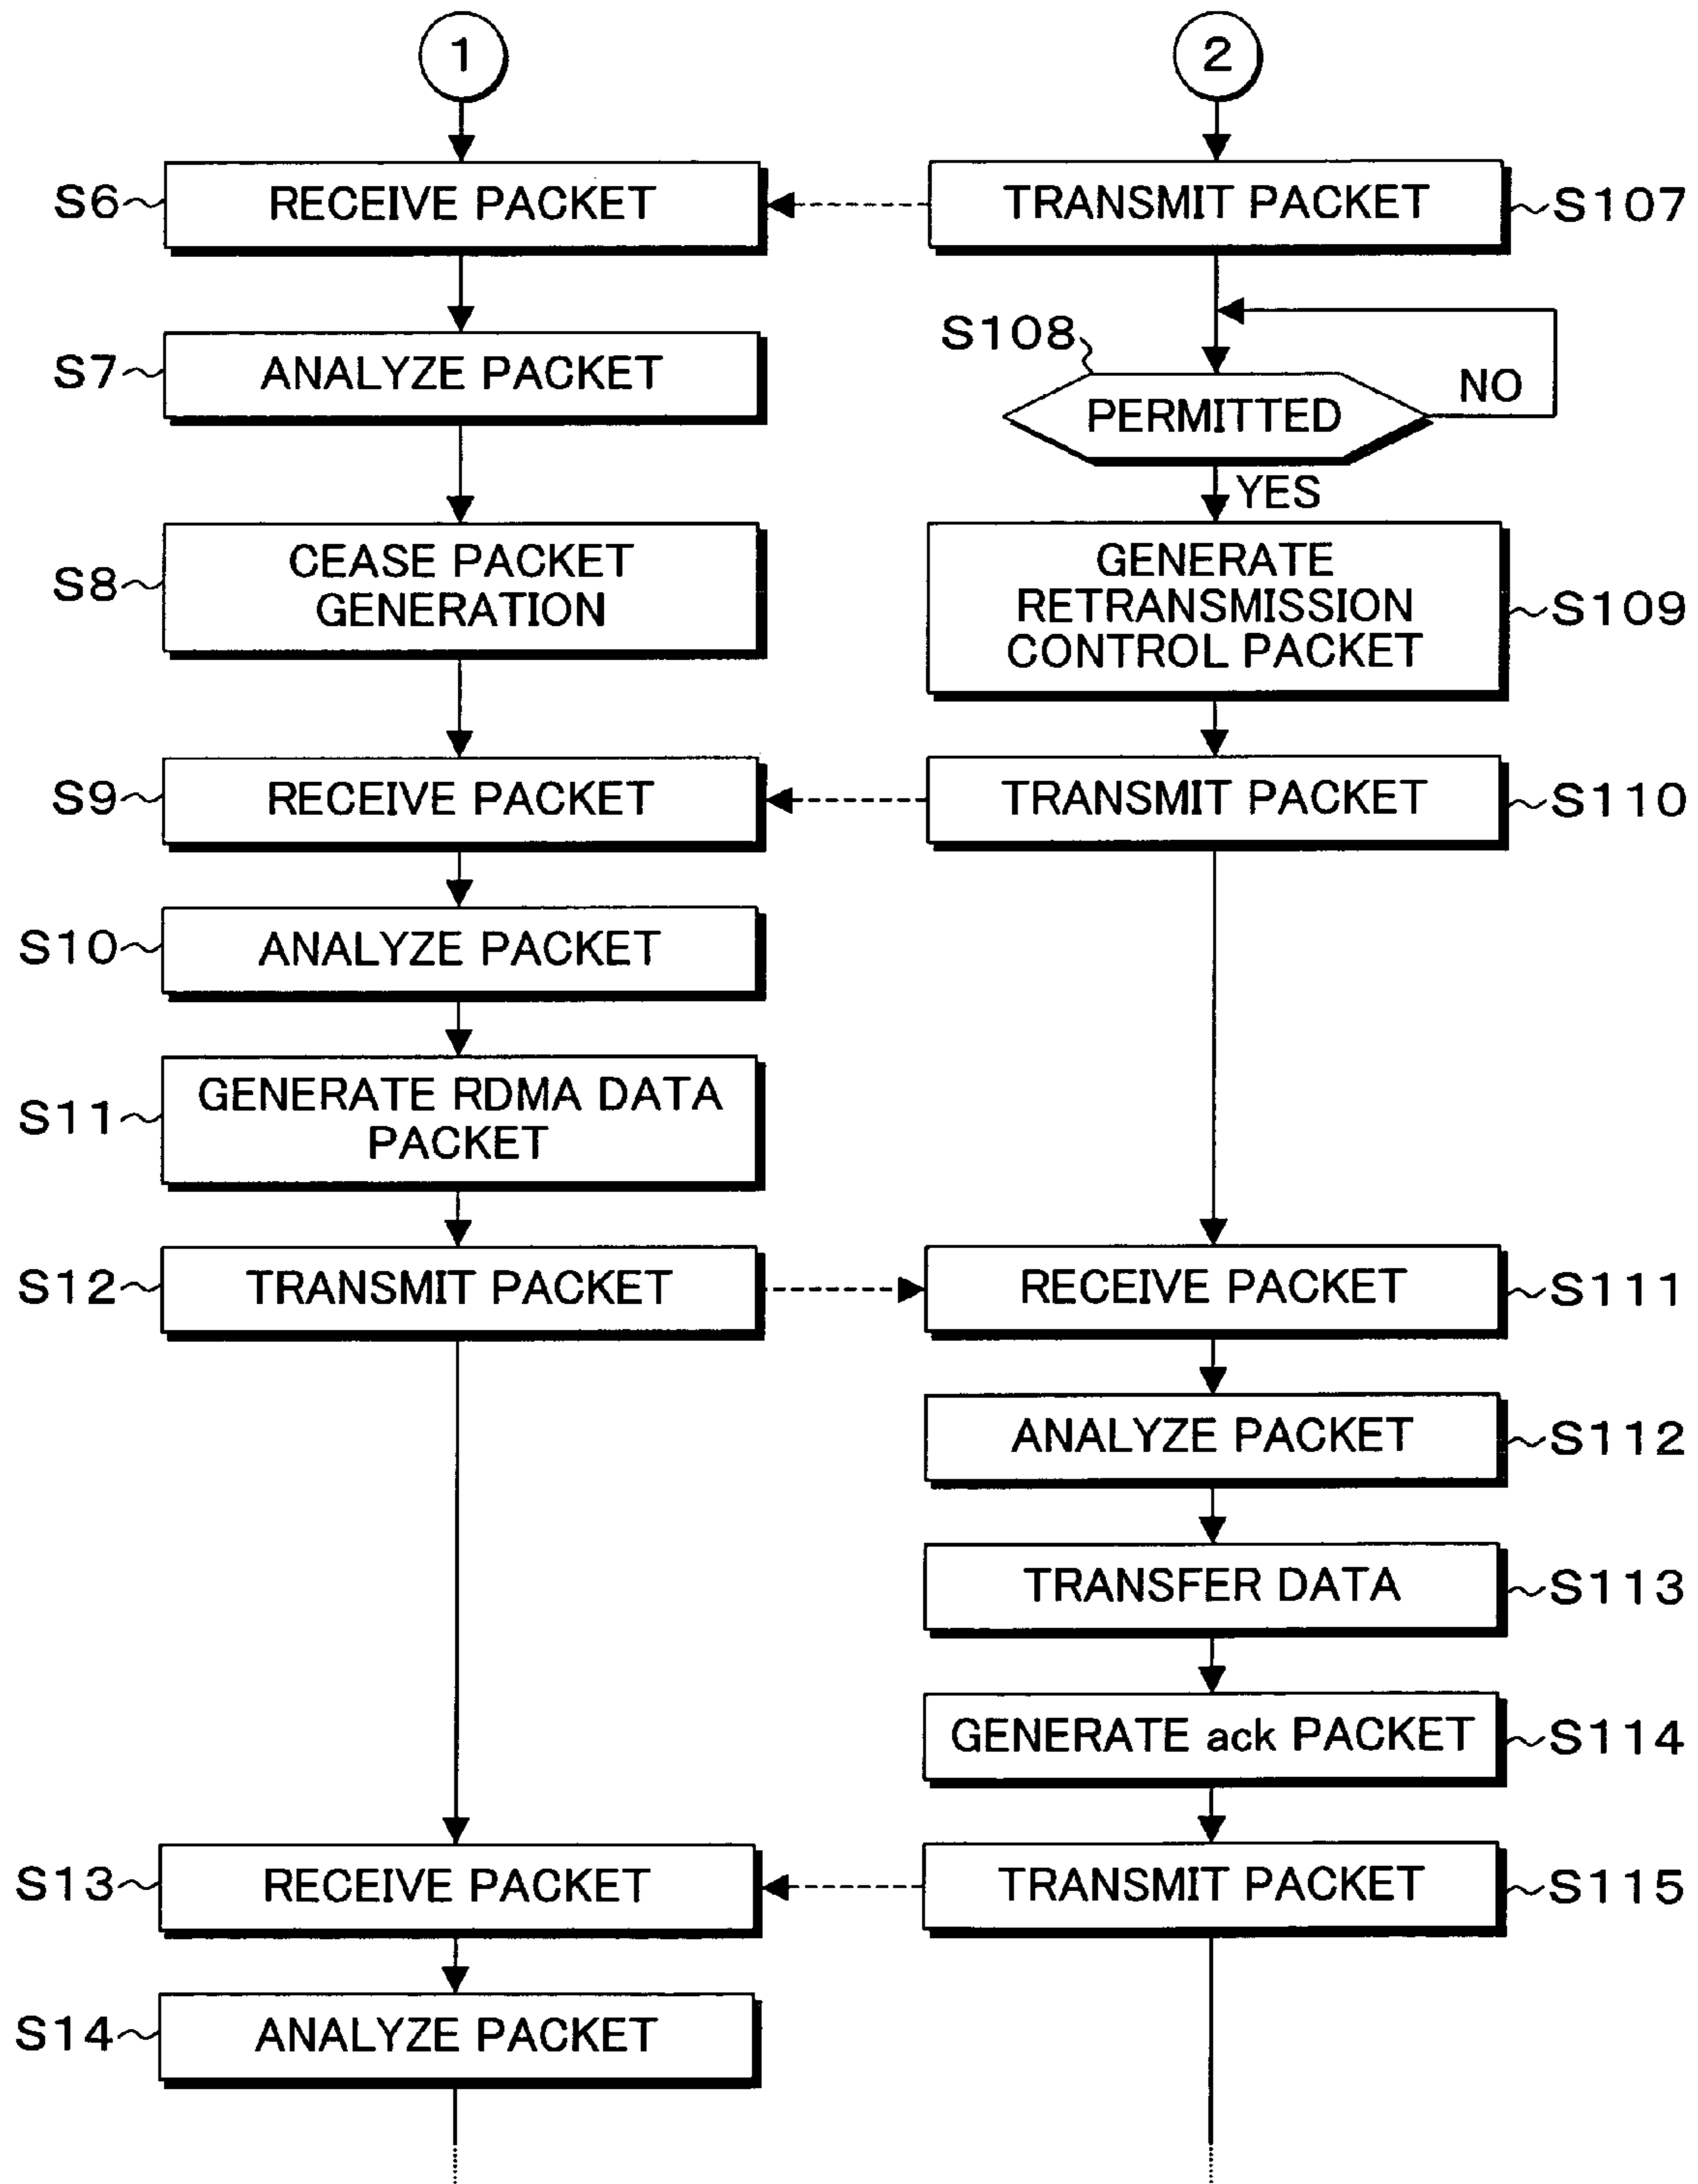 1
2
S6
RECEIVE PACKET
TRANSMIT PACKET
S107
S7
ANALYZE PACKET
S108
PERMITTED
NO
YES
S8
CEASE PACKET
GENERATION
GENERATE
RETRANSMISSION
CONTROL PACKET
S109
S9
RECEIVE PACKET
TRANSMIT PACKET
S110
S10
ANALYZE PACKET
S11
GENERATE RDMA DATA
PACKET
S12
TRANSMIT PACKET
RECEIVE PACKET
S111
ANALYZE PACKET
S112
TRANSFER DATA
S113
GENERATE ack PACKET
S114
S13
RECEIVE PACKET
TRANSMIT PACKET
S115
S14
ANALYZE PACKET